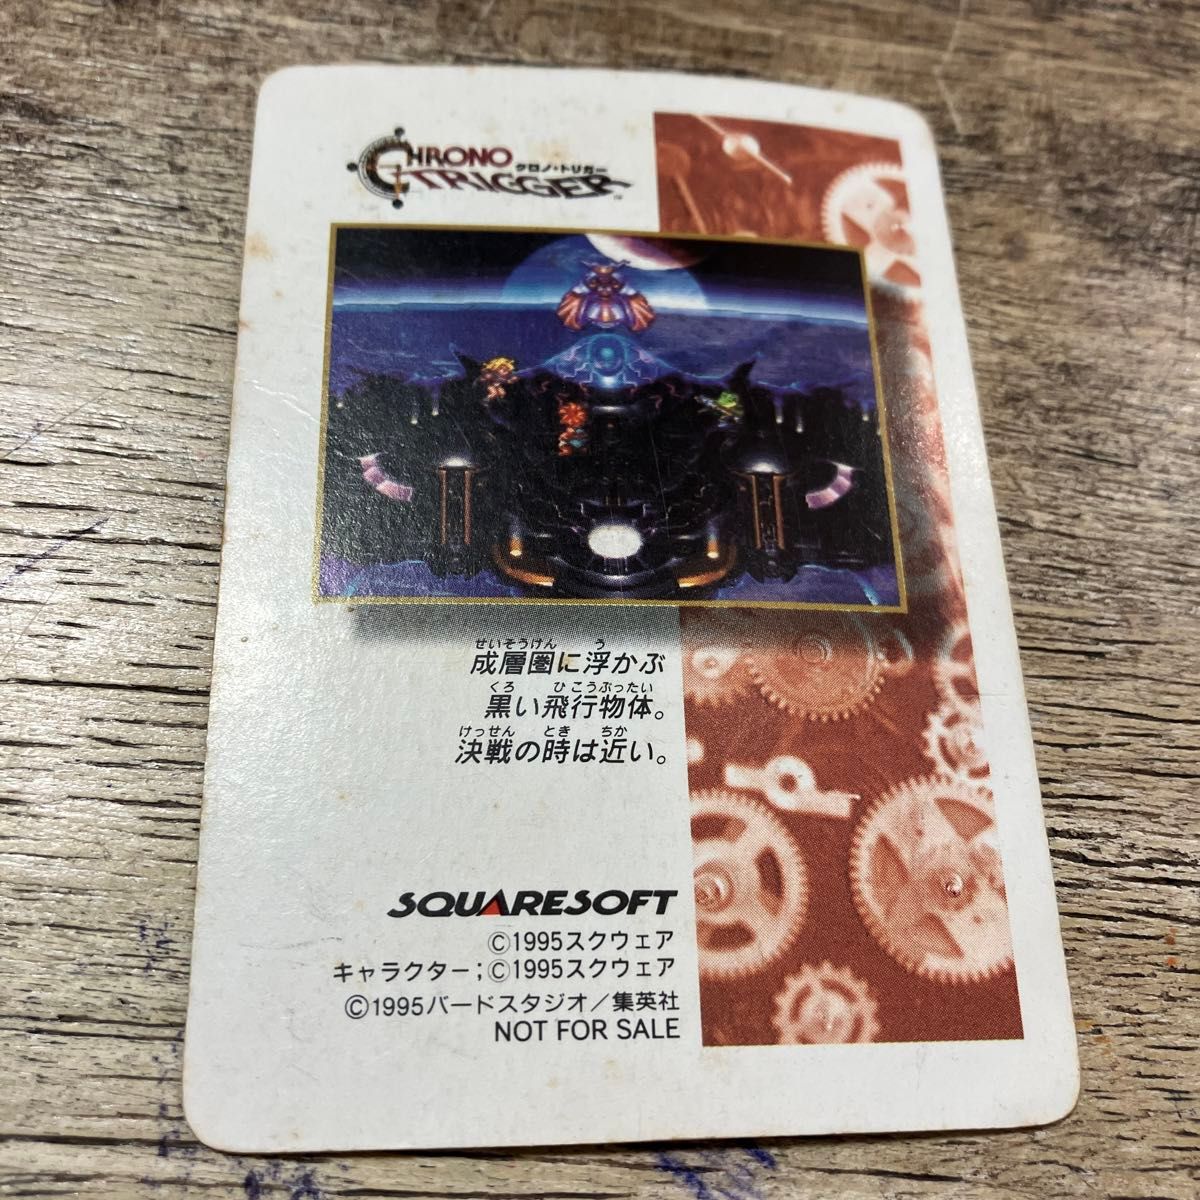 CHRONO
クロノ・トリガー
TRIGGER™
せいそうけん う
成層圏に浮かぶ
くろ ひこうぶったい
黒い飛行物体。
けっせん とき ちか
決戦の時は近い。
SQUARESOFT
©1995スクウェア
キャラクター;©1995スクウェア
©1995バードスタジオ／集英社
NOT FOR SALE